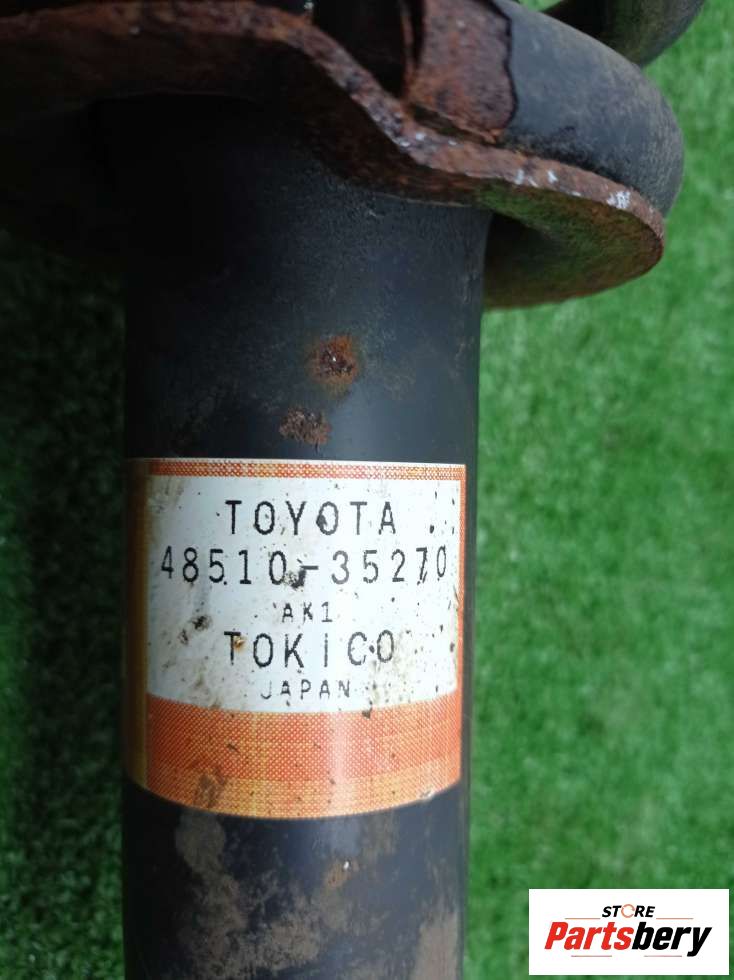 TOYOTA
48510-35270
AK1
TOKICO
JAPAN
STORE
Partsbery